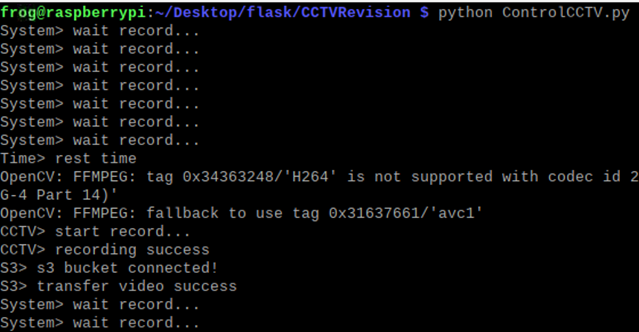 frog@raspberrypi:~/Desktop/flask/CCTVRevision $ python ControlCCTV.py
System> wait record...
System> wait record...
System> wait record...
System> wait record...
System> wait record...
System> wait record...
System> wait record...
Time> rest time
OpenCV: FFMPEG: tag 0x34363248/'H264' is not supported with codec id 2
G-4 Part 14)'
OpenCV: FFMPEG: fallback to use tag 0x31637661/'avc1'
CCTV> start record...
CCTV> recording success
S3> s3 bucket connected!
S3> transfer video success
System> wait record...
System> wait record...